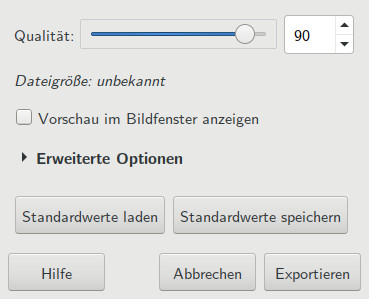 Qualität: 90
Dateigröße: unbekannt
Vorschau im Bildfenster anzeigen
Erweiterte Optionen
Standardwerte laden Standardwerte speichern
Hilfe Abbrechen Exportieren